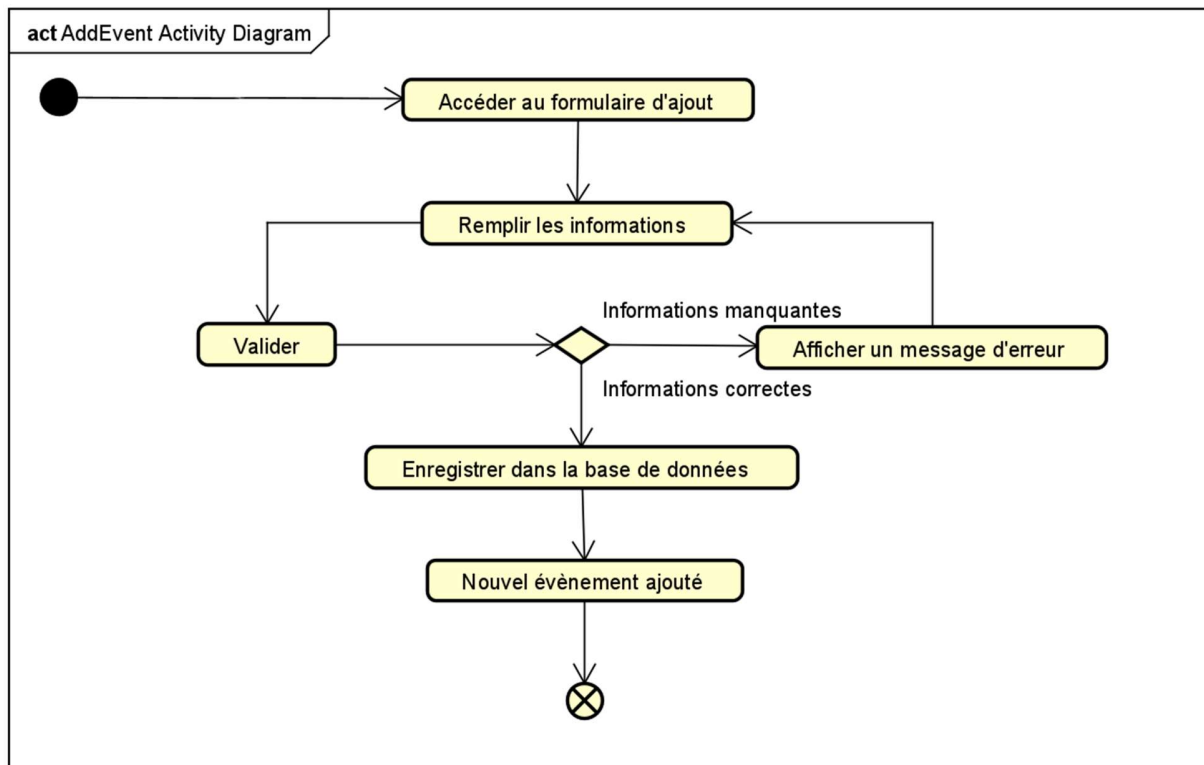 act AddEvent Activity Diagram
Accéder au formulaire d'ajout
Remplir les informations
Informations manquantes
Valider
Afficher un message d'erreur
Informations correctes
Enregistrer dans la base de données
Nouvel évènement ajouté